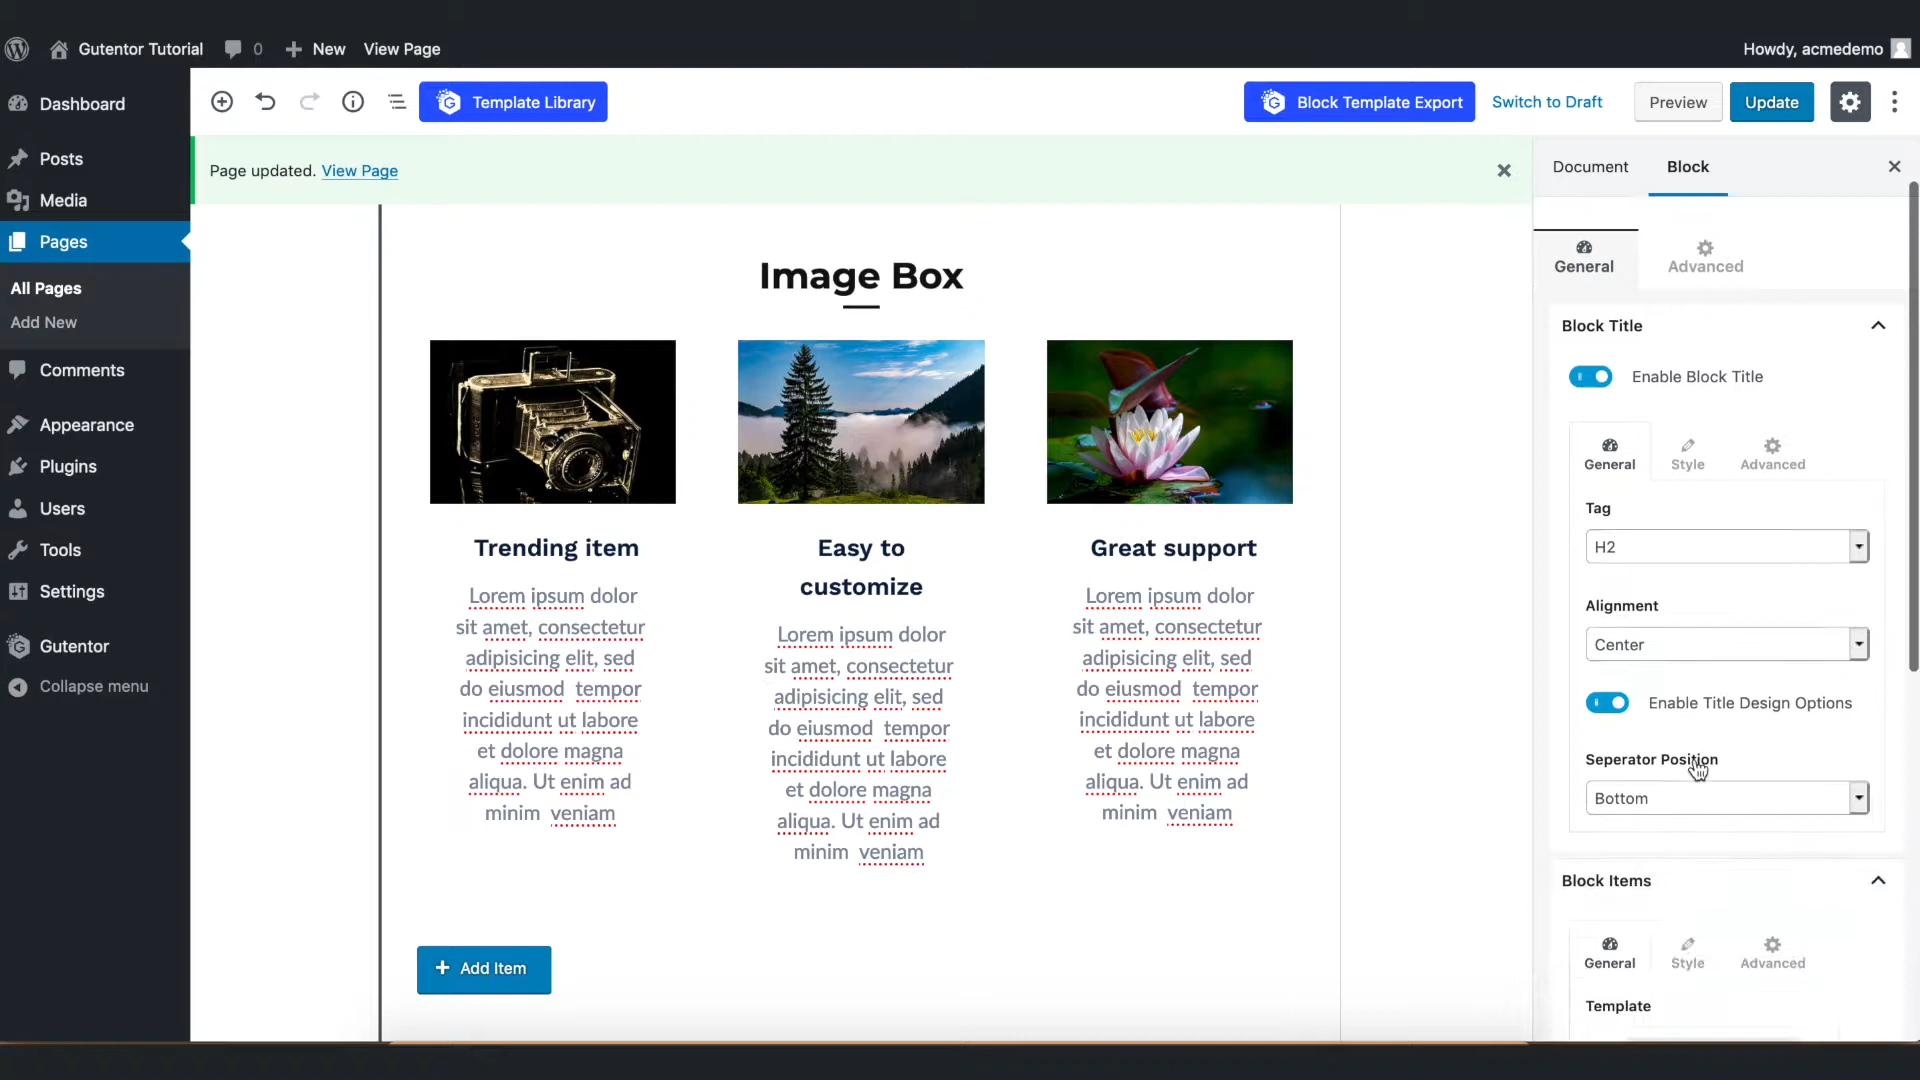 Gutentor Tutorial
0
New
View Page
Howdy, acmedemo
Dashboard
Posts
Media
Pages
All Pages
Add New
Comments
Appearance
Plugins
Users
Tools
Settings
Gutentor
Collapse menu
Template Library
Block Template Export
Switch to Draft
Preview
Update
Page updated. View Page
Image Box
Trending item
Lorem ipsum dolor
sit amet, consectetur
adipisicing elit, sed
do eiusmod tempor
incididunt ut labore
et dolore magna
aliqua. Ut enim ad
minim veniam
Easy to
customize
Lorem ipsum dolor
sit amet, consectetur
adipisicing elit, sed
do eiusmod tempor
incididunt ut labore
et dolore magna
aliqua. Ut enim ad
minim veniam
Great support
Lorem ipsum dolor
sit amet, consectetur
adipisicing elit, sed
do eiusmod tempor
incididunt ut labore
et dolore magna
aliqua. Ut enim ad
minim veniam
Add Item
Document
Block
General
Advanced
Block Title
Enable Block Title
General
Style
Advanced
Tag
H2
Alignment
Center
Enable Title Design Options
Seperator Position
Bottom
Block Items
General
Style
Advanced
Template